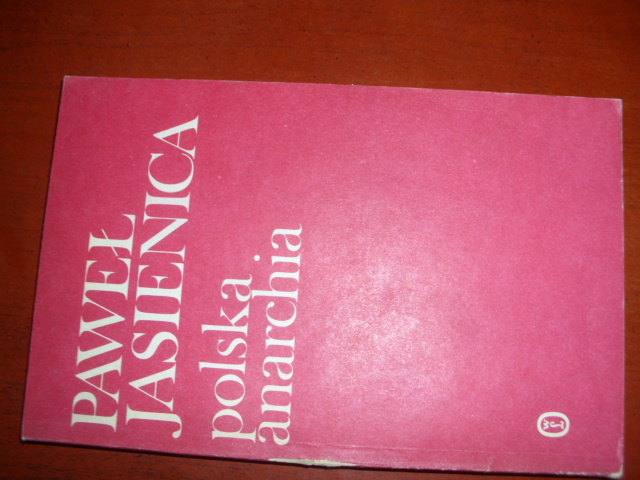 PAWEŁ
JASIENICA
polska
anarchia